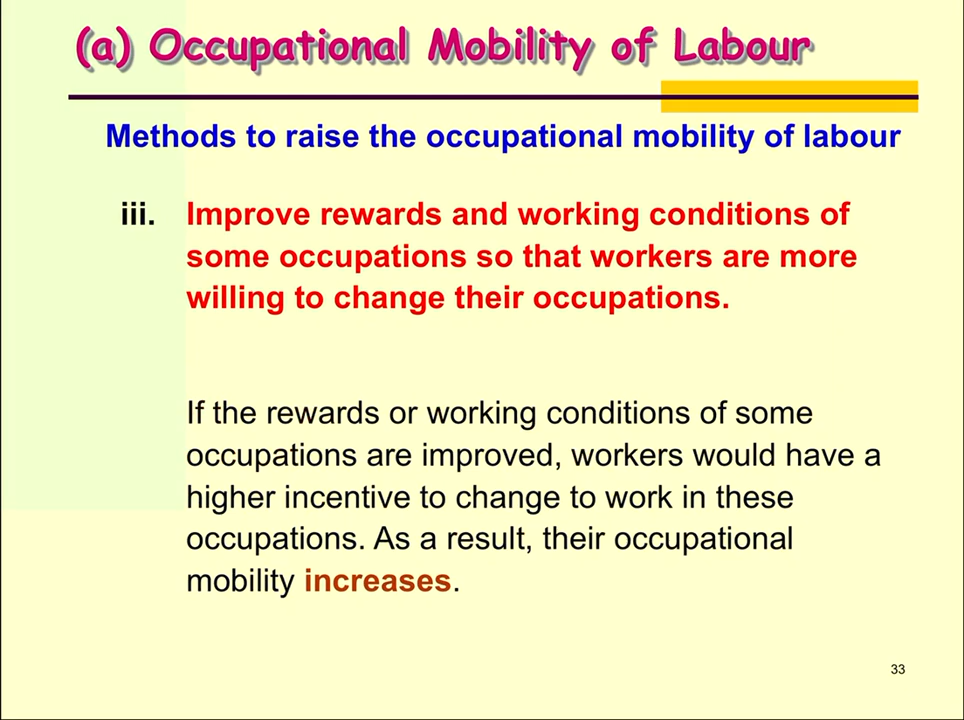 (a) Occupational Mobility of Labour
Methods to raise the occupational mobility of labour
iii. Improve rewards and working conditions of
some occupations so that workers are more
willing to change their occupations.
If the rewards or working conditions of some
occupations are improved, workers would have a
higher incentive to change to work in these
occupations. As a result, their occupational
mobility increases.
33